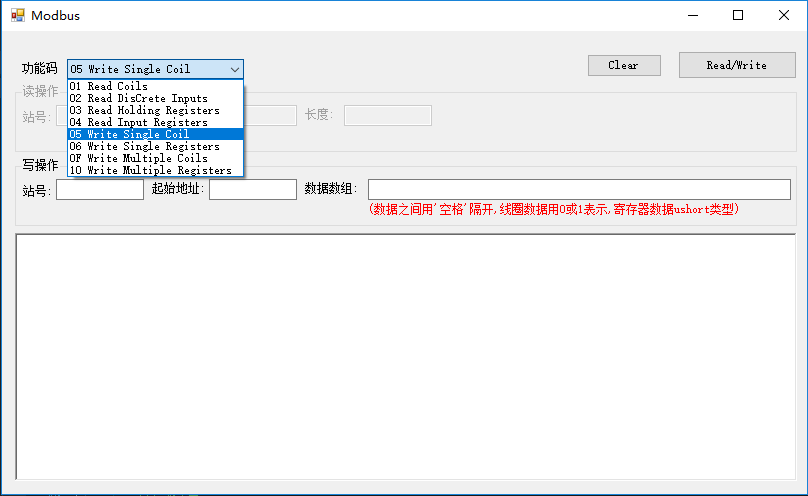 Modbus
功能码 05 Write Single Coil Clear Read/Write
01 Read Coils
02 Read DisCrete Inputs
03 Read Holding Registers
04 Read Input Registers
05 Write Single Coil
06 Write Single Registers
0F Write Multiple Coils
10 Write Multiple Registers
读操作
站号: 长度:
写操作
站号: 起始地址: 数据数组:
(数据之间用'空格'隔开,线圈数据用0或1表示,寄存器数据ushort类型)